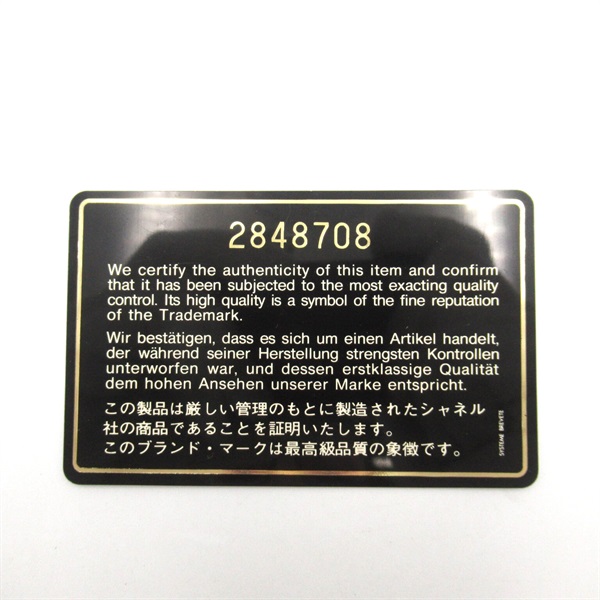 2848708
We certify the authenticity of this item and confirm
that it has been subjected to the most exacting quality
control. Its high quality is a symbol of the fine reputation
of the Trademark.
Wir bestätigen, dass es sich um einen Artikel handelt,
der während seiner Herstellung strengsten Kontrollen
unterworfen war, und dessen erstklassige Qualität
dem hohen Ansehen unserer Marke entspricht.
この製品は厳しい管理のもとに製造されたシャネル
社の商品であることを証明いたします。
このブランド・マークは最高級品質の象徴です。
SYSTEME BREVETE